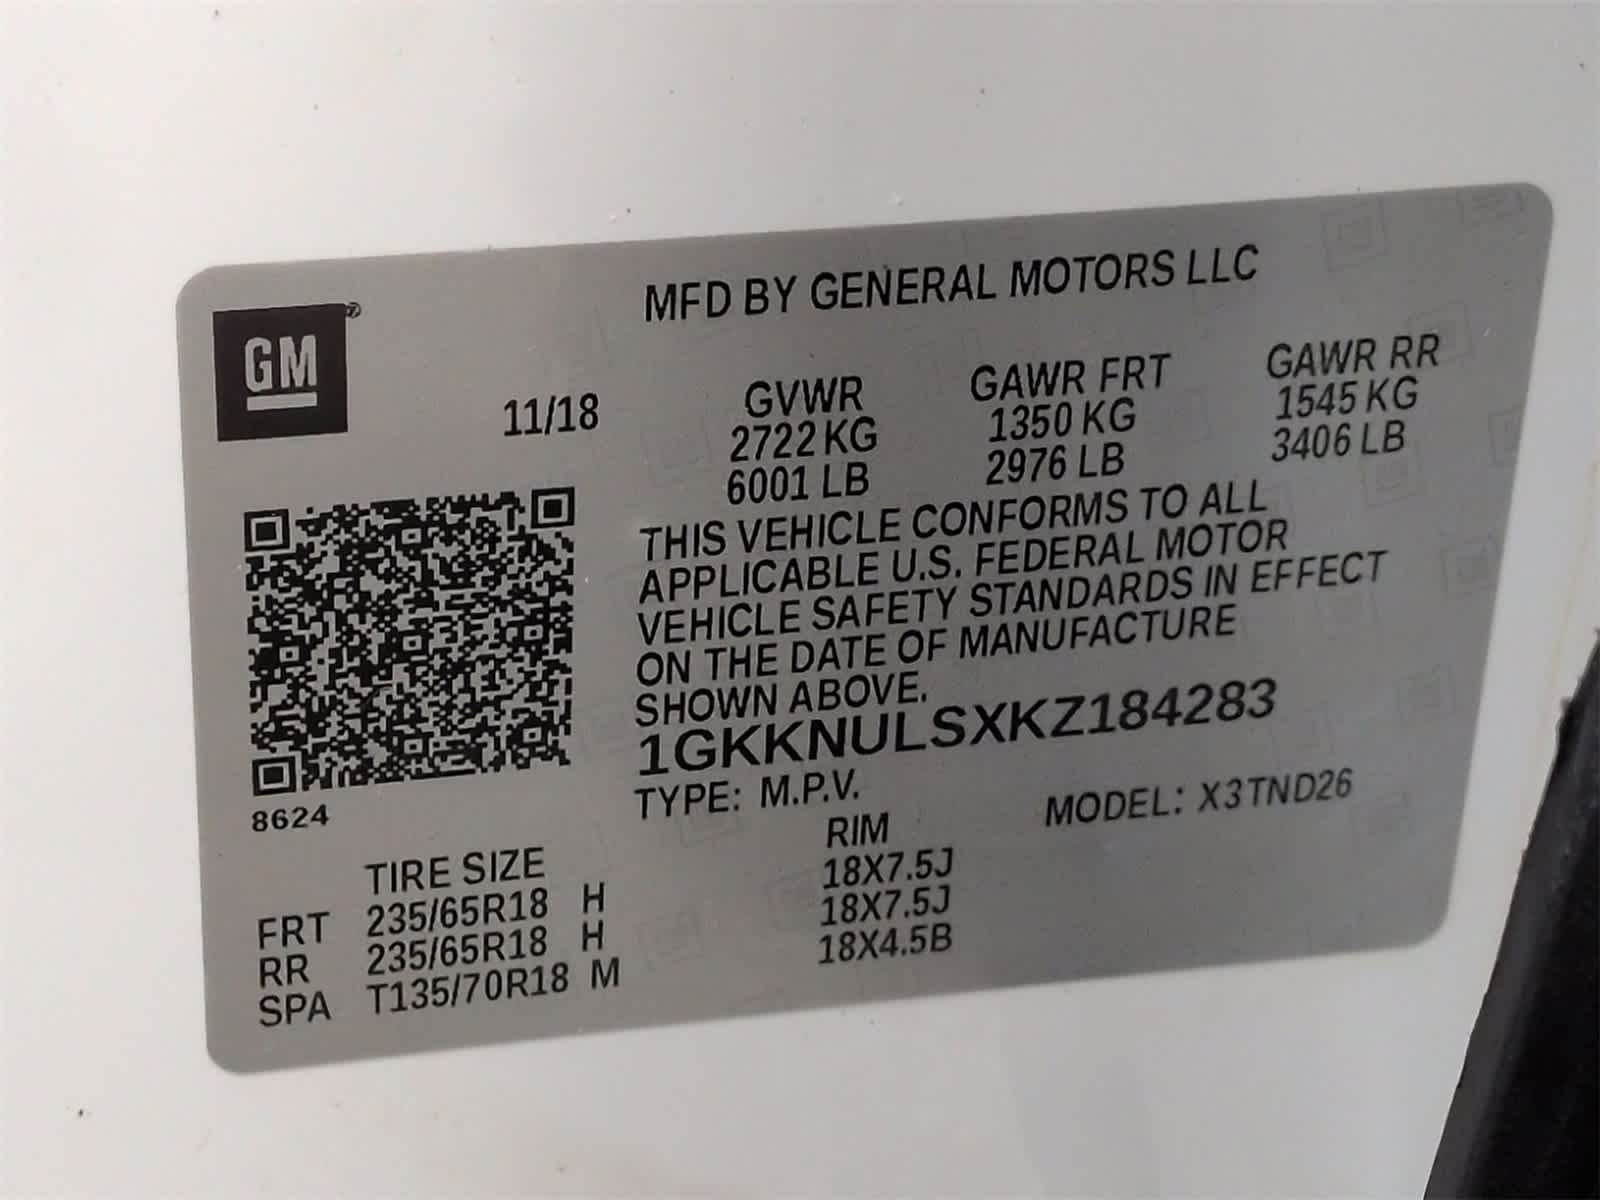 MFD BY GENERAL MOTORS LLC
GM®
11/18
GVWR GAWR FRT GAWR RR
2722 KG 1350 KG 1545 KG
6001 LB 2976 LB 3406 LB
THIS VEHICLE CONFORMS TO ALL
APPLICABLE U.S. FEDERAL MOTOR
VEHICLE SAFETY STANDARDS IN EFFECT
ON THE DATE OF MANUFACTURE
SHOWN ABOVE.
1GKKNULSXKZ184283
TYPE: M.P.V. MODEL: X3TND26
8624
TIRE SIZE RIM
FRT 235/65R18 H 18X7.5J
RR 235/65R18 H 18X7.5J
SPA T135/70R18 M 18X4.5B